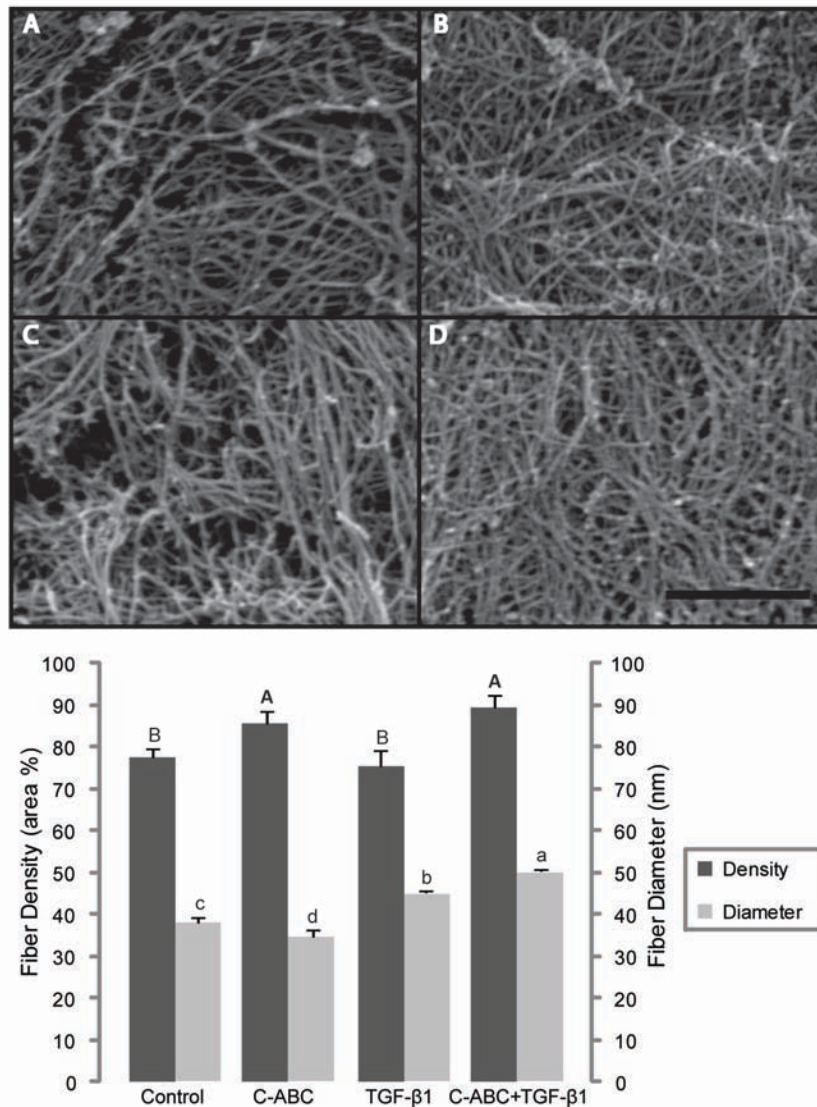 A
B
C
D
100
90
80
70
60
50
40
30
20
10
0
Fiber Density (area %)
B
c
A
d
B
b
A
a
100
90
80
70
60
50
40
30
20
10
0
Fiber Diameter (nm)
Density
Diameter
Control
C-ABC
TGF-β1
C-ABC+TGF-β1